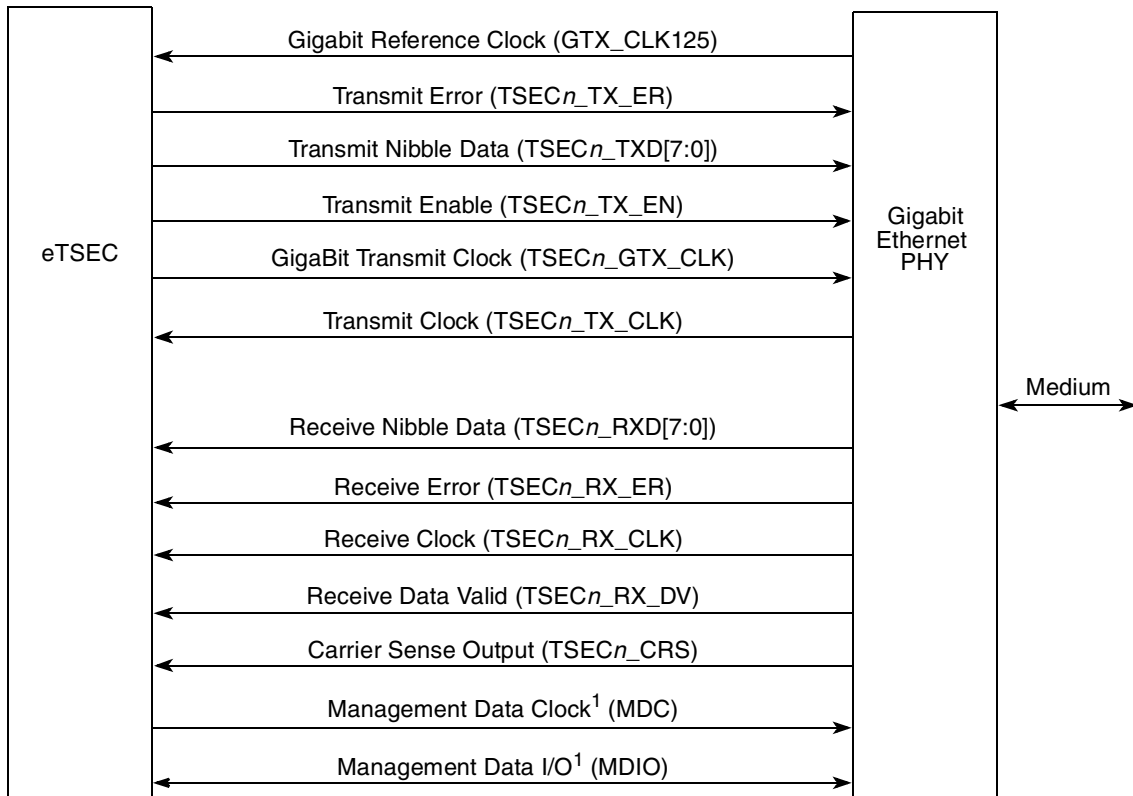 Gigabit Reference Clock (GTX_CLK125)
Transmit Error (TSECn_TX_ER)
Transmit Nibble Data (TSECn_TXD[7:0])
Transmit Enable (TSECn_TX_EN)
eTSEC
GigaBit Transmit Clock (TSECn_GTX_CLK)
Gigabit
Ethernet
PHY
Transmit Clock (TSECn_TX_CLK)
Medium
Receive Nibble Data (TSECn_RXD[7:0])
Receive Error (TSECn_RX_ER)
Receive Clock (TSECn_RX_CLK)
Receive Data Valid (TSECn_RX_DV)
Carrier Sense Output (TSECn_CRS)
Management Data Clock¹ (MDC)
Management Data I/O¹ (MDIO)